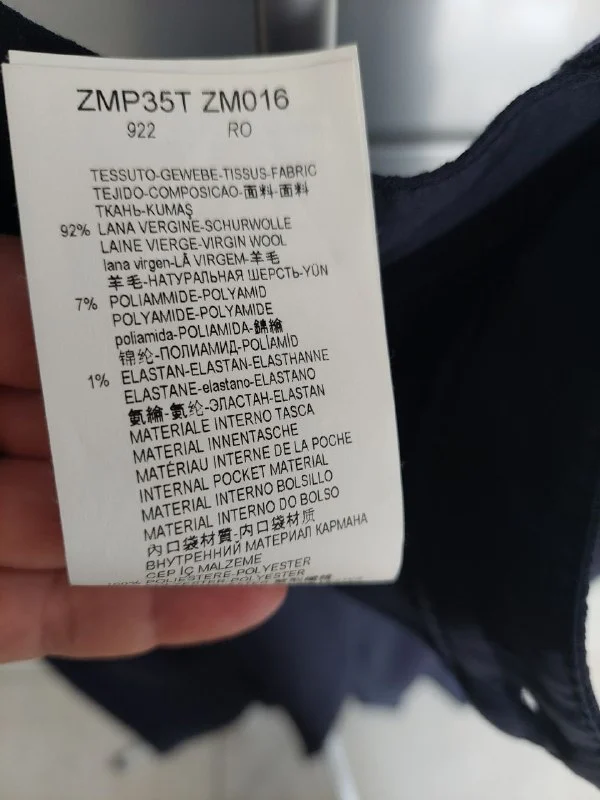 ZMP35T ZM016
922 RO
TESSUTO-GEWEBE-TISSUS-FABRIC
TEJIDO-COMPOSICAO-面料-面料
ТКАНЬ-KUMAŞ
92% LANA VERGINE-SCHURWOLLE
LAINE VIERGE-VIRGIN WOOL
lana virgen-LÃ VIRGEM-羊毛
羊毛-НАТУРАЛЬНАЯ ШЕРСТЬ-YÜN
7% POLIAMMIDE-POLYAMID
POLYAMIDE-POLYAMIDE
poliamida-POLIAMIDA-錦綸
锦纶-ПОЛИАМИД-POLİAMİD
1% ELASTAN-ELASTAN-ELASTHANNE
ELASTANE-elastano-ELASTANO
氨綸-氨纶-ЭЛАСТАН-ELASTAN
MATERIALE INTERNO TASCA
MATERIAL INNENTASCHE
MATÉRIAU INTERNE DE LA POCHE
INTERNAL POCKET MATERIAL
MATERIAL INTERNO BOLSILLO
MATERIAL INTERNO DO BOLSO
內口袋材質-内口袋材质
ВНУТРЕННИЙ МАТЕРИАЛ КАРМАНА
CEP İÇ MALZEME
100% POLIESTERE-POLYESTER